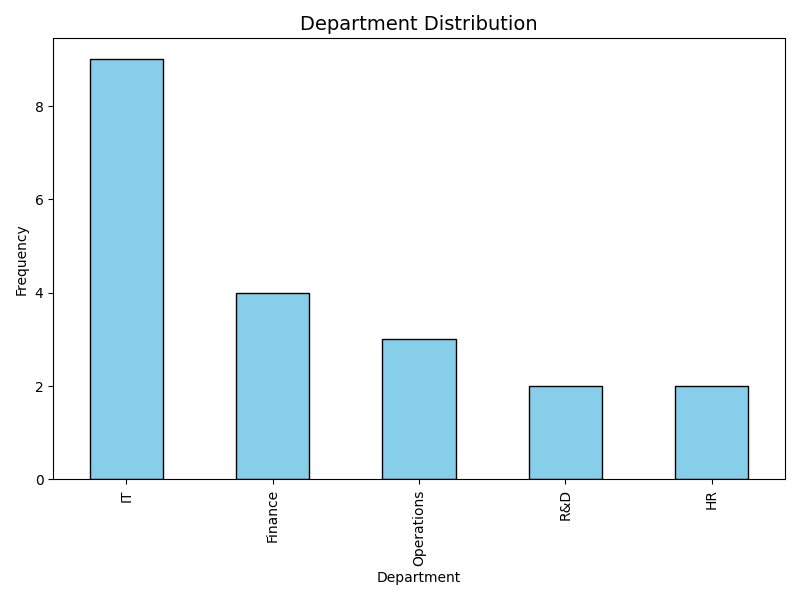 Department Distribution
8
6
4
2
0
Frequency
IT
Finance
Operations
R&D
HR
Department